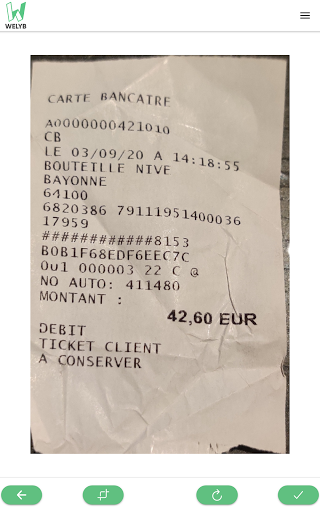 WELYB
CARTE BANCAIRE
A0000000421010
CB
LE 03/09/20 A 14:18:55
BOUTEILLE NIVE
BAYONNE
64100
6820386 79111951400036
17959
############8153
B0B1F68EDF6EEC7C
001 000003 22 C @
NO AUTO: 411480
MONTANT :
42,60 EUR
DEBIT
TICKET CLIENT
A CONSERVER